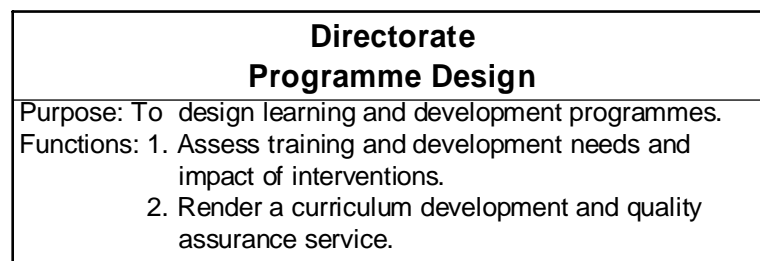 Directorate
Programme Design
Purpose: To design learning and development programmes.
Functions: 1. Assess training and development needs and
impact of interventions.
2. Render a curriculum development and quality
assurance service.